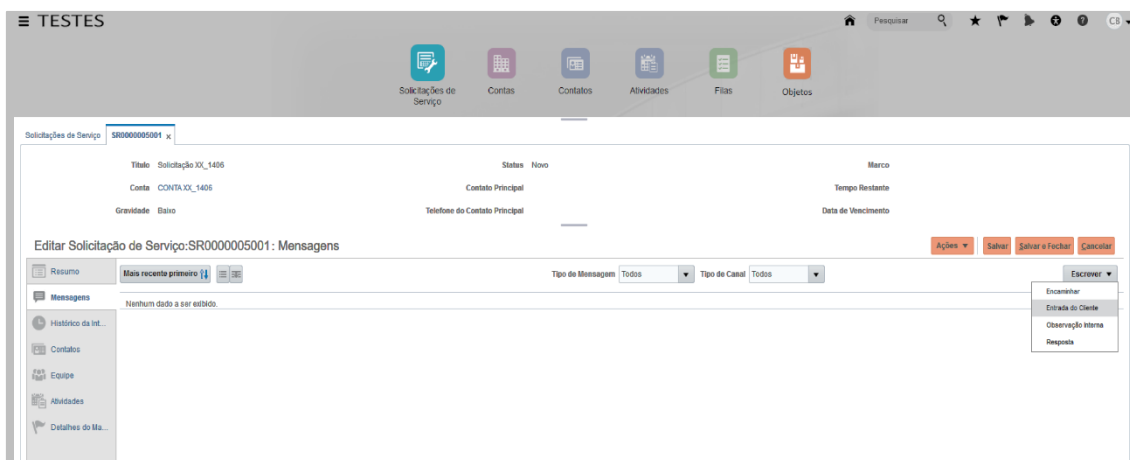 TESTES
Pesquisar
CB
Solicitações de Serviço
Contas
Contatos
Atividades
Filas
Objetos
Solicitações de Serviço
SR0000005001 x
Título Solicitação XX_1406
Status Novo
Marco
Conta CONTA XX_1406
Contato Principal
Tempo Restante
Gravidade Baixo
Telefone do Contato Principal
Data de Vencimento
Editar Solicitação de Serviço:SR0000005001: Mensagens
Ações
Salvar
Salvar e Fechar
Cancelar
Resumo
Mais recente primeiro
Tipo de Mensagem Todos
Tipo de Canal Todos
Escrever
Mensagens
Nenhum dado a ser exibido.
Encaminhar
Entrada do Cliente
Observação Interna
Resposta
Histórico da Int...
Contatos
Equipe
Atividades
Detalhes do Ma...